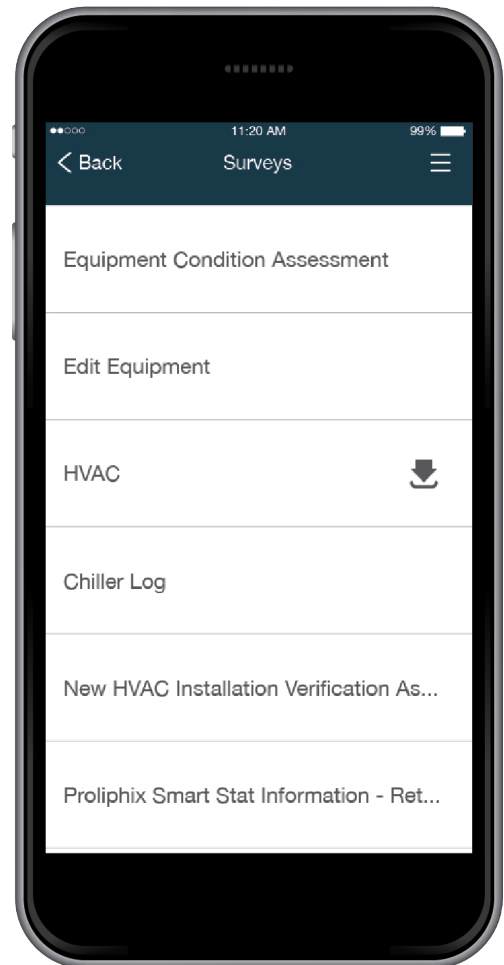 11:20 AM
99%
Back
Surveys
Equipment Condition Assessment
Edit Equipment
HVAC
Chiller Log
New HVAC Installation Verification As...
Proliphix Smart Stat Information - Ret...